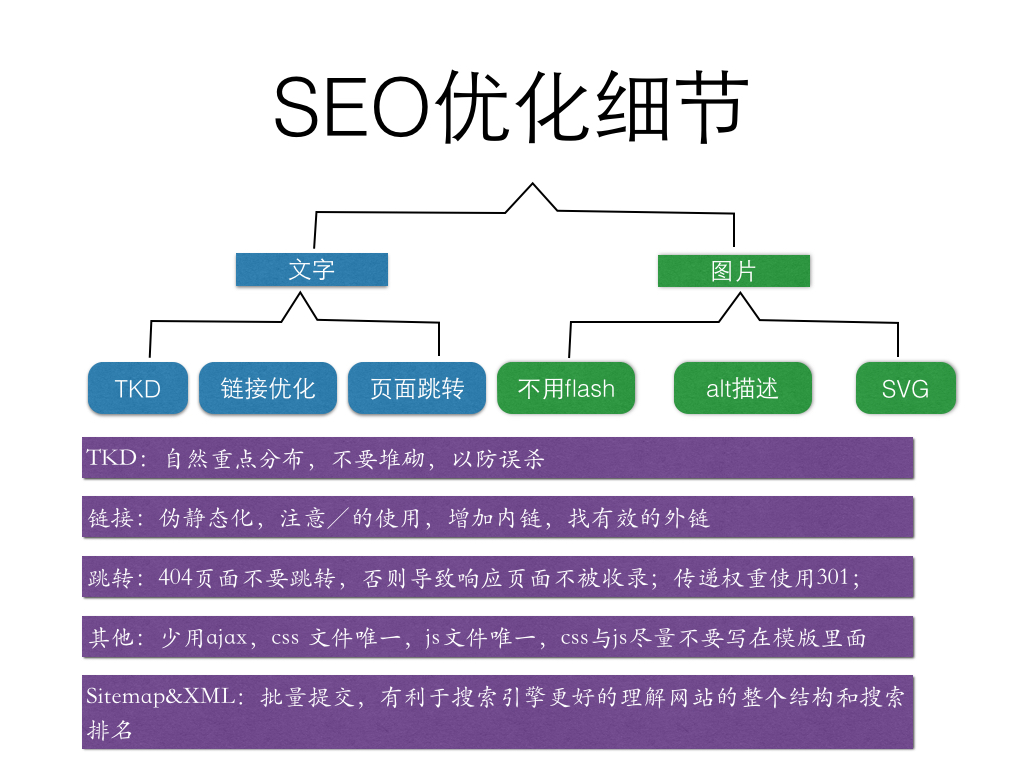 SEO优化细节
文字
图片
TKD
链接优化
页面跳转
不用flash
alt描述
SVG
TKD：自然重点分布，不要堆砌，以防误杀
链接：伪静态化，注意／的使用，增加内链，找有效的外链
跳转：404页面不要跳转，否则导致响应页面不被收录；传递权重使用301；
其他：少用ajax，css 文件唯一，js文件唯一，css与js尽量不要写在模版里面
Sitemap&XML：批量提交，有利于搜索引擎更好的理解网站的整个结构和搜索
排名